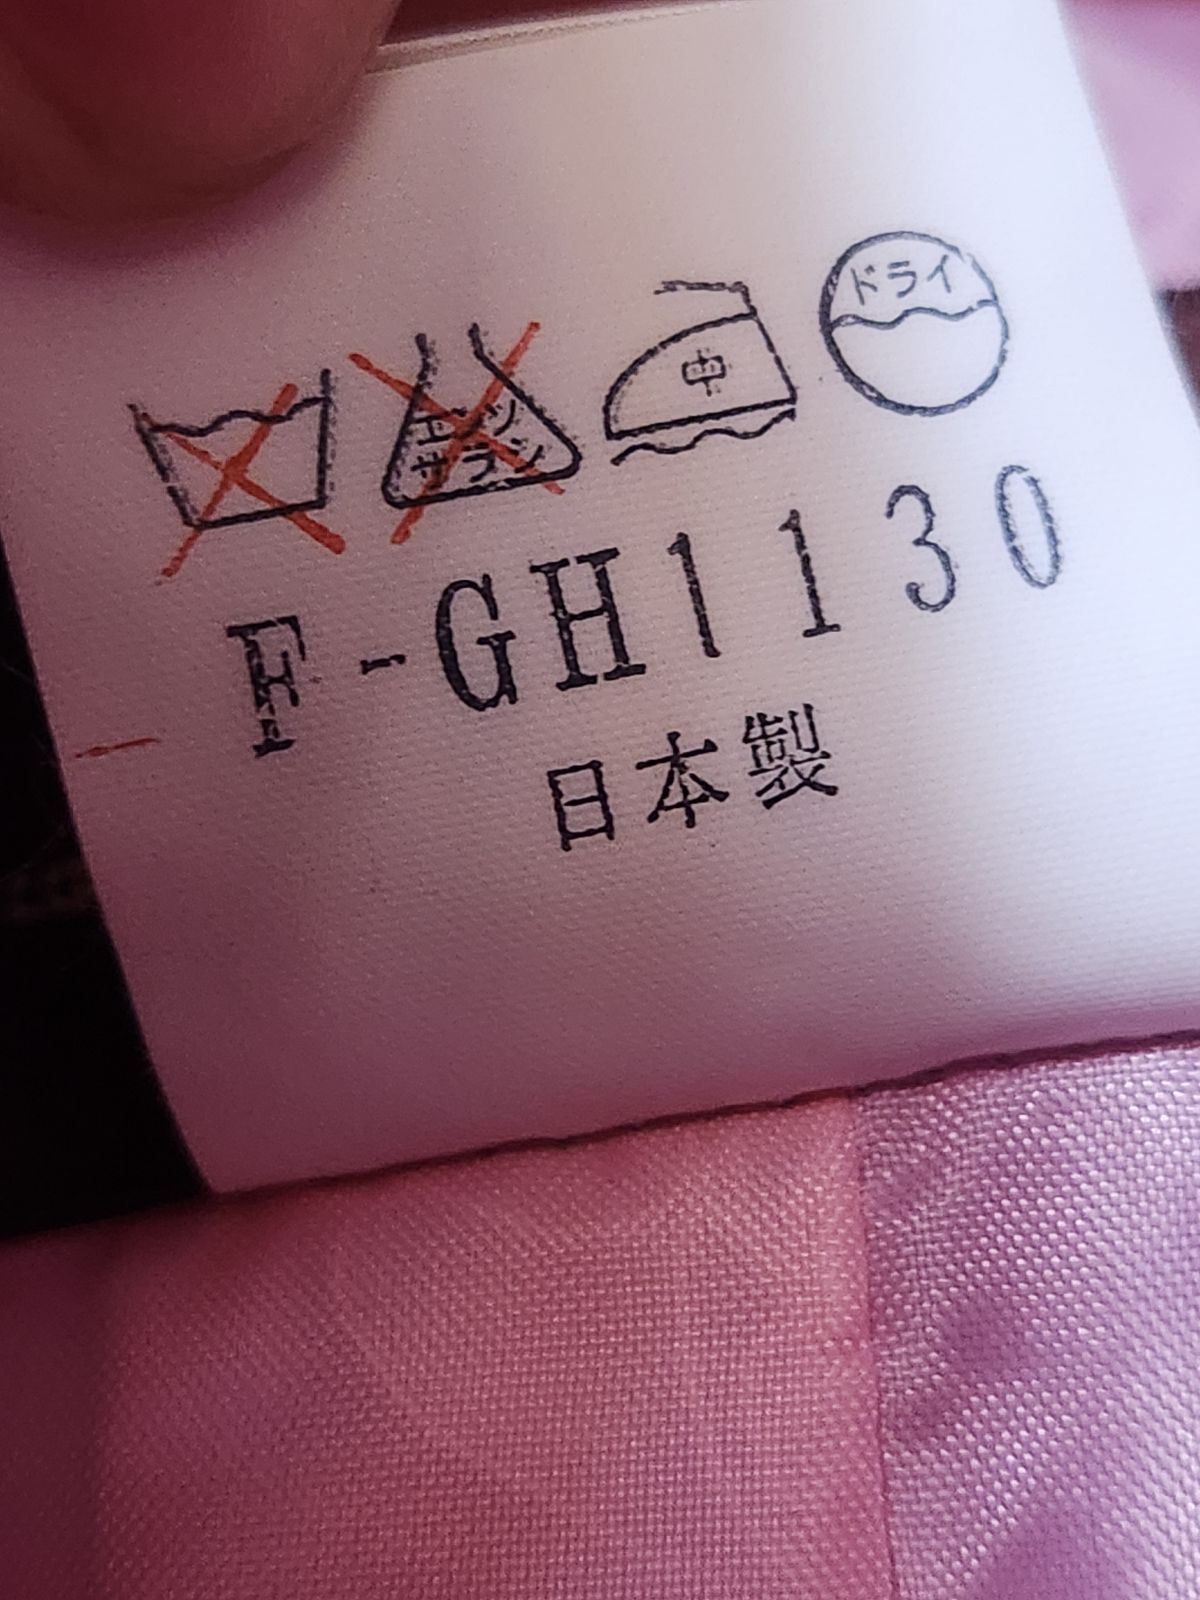 エンソ
サラシ
中
ドライ
F-GH1130
日本製